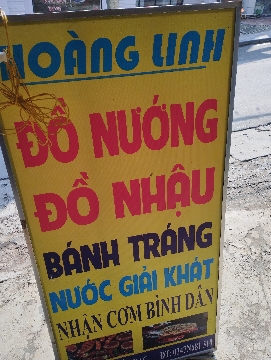 HOÀNG LINH
ĐỒ NƯỚNG
ĐỒ NHẬU
BÁNH TRÁNG
NƯỚC GIẢI KHÁT
NHẬN CƠM BÌNH DÂN